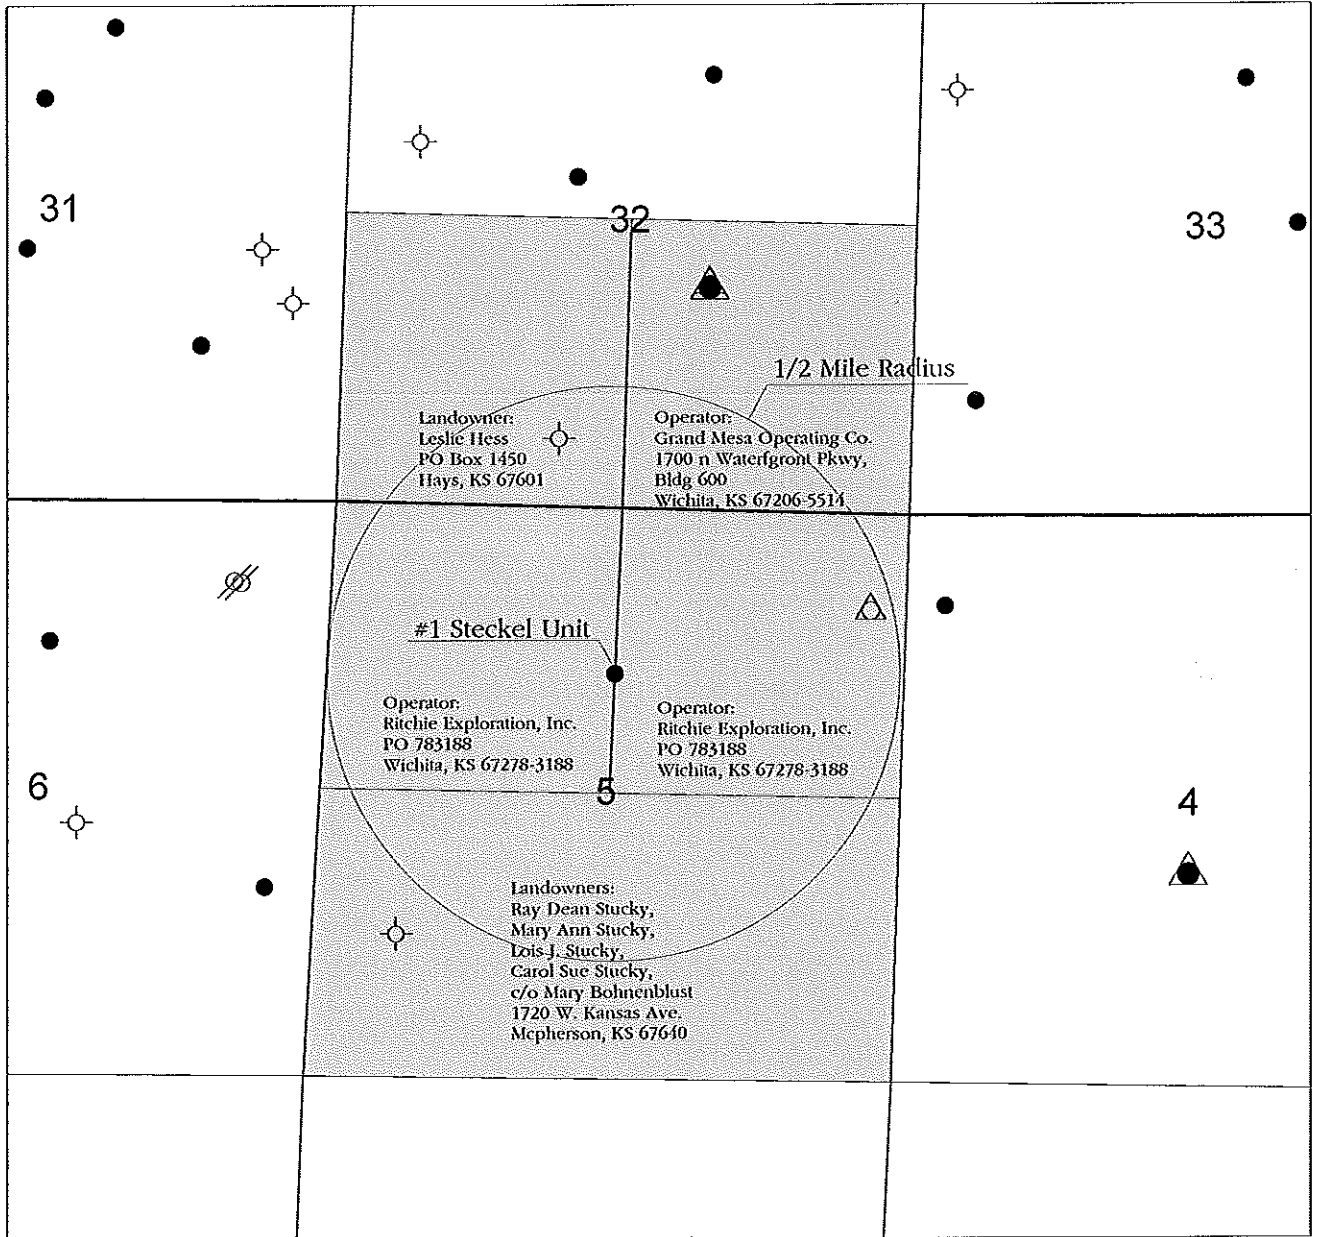 31
32
33
1/2 Mile Radius
Landowner:
Leslie Hess
PO Box 1450
Hays, KS 67601
Operator:
Grand Mesa Operating Co.
1700 n Waterfgront Pkwy,
Bldg 600
Wichita, KS 67206-5514
#1 Steckel Unit
Operator:
Ritchie Exploration, Inc.
PO 783188
Wichita, KS 67278-3188
Operator:
Ritchie Exploration, Inc.
PO 783188
Wichita, KS 67278-3188
6
5
4
Landowners:
Ray Dean Stucky,
Mary Ann Stucky,
Lois J. Stucky,
Carol Sue Stucky,
c/o Mary Bohnenblust
1720 W. Kansas Ave.
Mcpherson, KS 67640